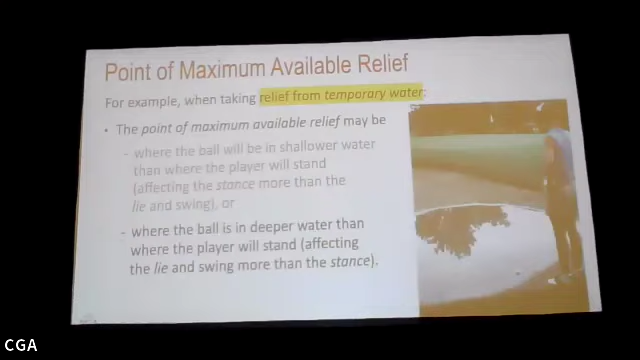 Point of Maximum Available Relief
For example, when taking relief from temporary water:
• The point of maximum available relief may be
- where the ball will be in shallower water
than where the player will stand
(affecting the stance more than the
lie and swing), or
- where the ball is in deeper water than
where the player will stand (affecting
the lie and swing more than the stance).
CGA